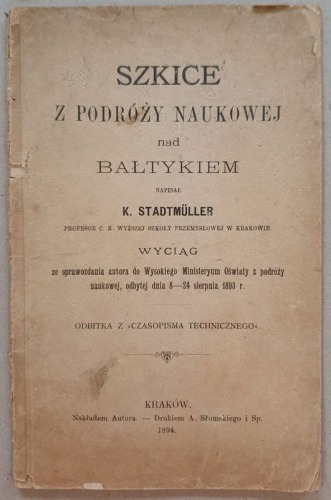 SZKICE
Z PODRÓŻY NAUKOWEJ
nad
BAŁTYKIEM
NAPISAŁ
K. STADTMÜLLER
PROFESOR C. K. WYŻSZEJ SZKOŁY PRZEMYSŁOWEJ W KRAKOWIE
WYCIĄG
ze sprawozdania autora do Wysokiego Ministeryum Oświaty z podróży
naukowej, odbytej dnia 8—24 sierpnia 1893 r.
ODBITKA Z »CZASOPISMA TECHNICZNEGO«.
KRAKÓW.
Nakładem Autora. — Drukiem A. Słomskiego i Sp.
1894.